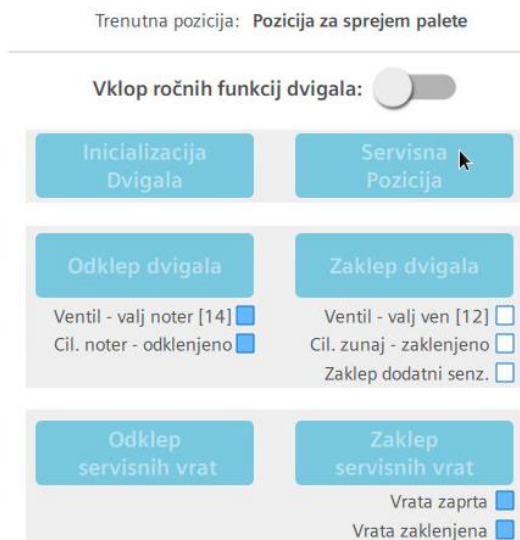 Trenutna pozicija: Pozicija za sprejem palete
Vklop ročnih funkcij dvigala:
Inicializacija
Dvigala
Servisna
Pozicija
Odklep dvigala
Zaklep dvigala
Ventil - valj noter [14]
Cil. noter - odklenjeno
Ventil - valj ven [12]
Cil. zunaj - zaklenjeno
Zaklep dodatni senz.
Odklep
servisnih vrat
Zaklep
servisnih vrat
Vrata zaprta
Vrata zaklenjena